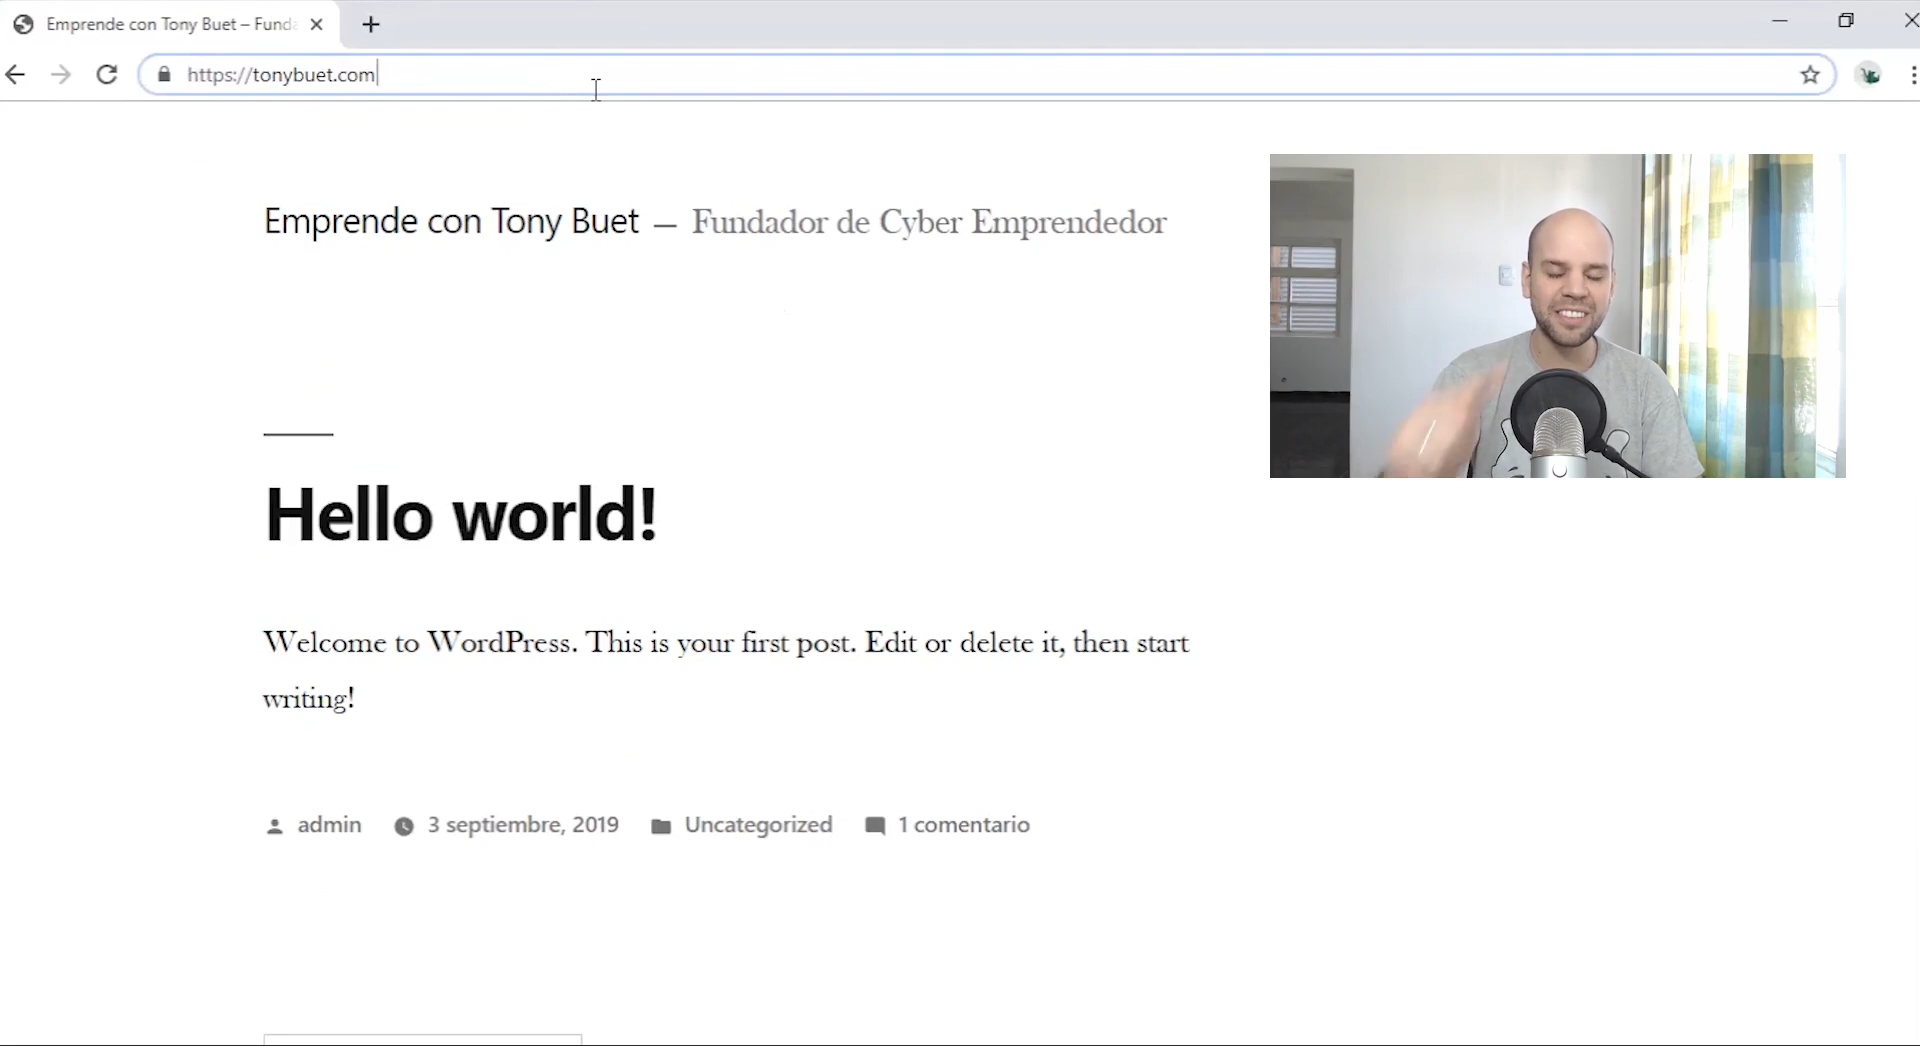 Emprende con Tony Buet – Fund
https://tonybuet.com
Emprende con Tony Buet — Fundador de Cyber Emprendedor
Hello world!
Welcome to WordPress. This is your first post. Edit or delete it, then start
writing!
admin 3 septiembre, 2019 Uncategorized 1 comentario